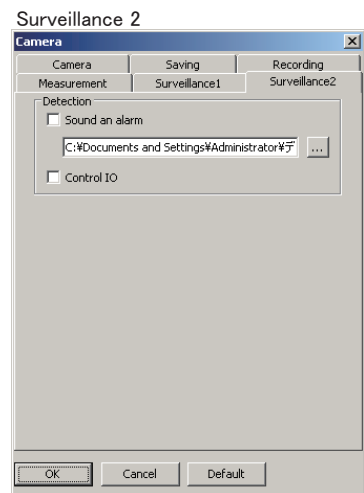 Surveillance 2
Camera
Camera Saving Recording
Measurement Surveillance1 Surveillance2
Detection
Sound an alarm
C:¥Documents and Settings¥Administrator¥デ ...
Control IO
OK Cancel Default